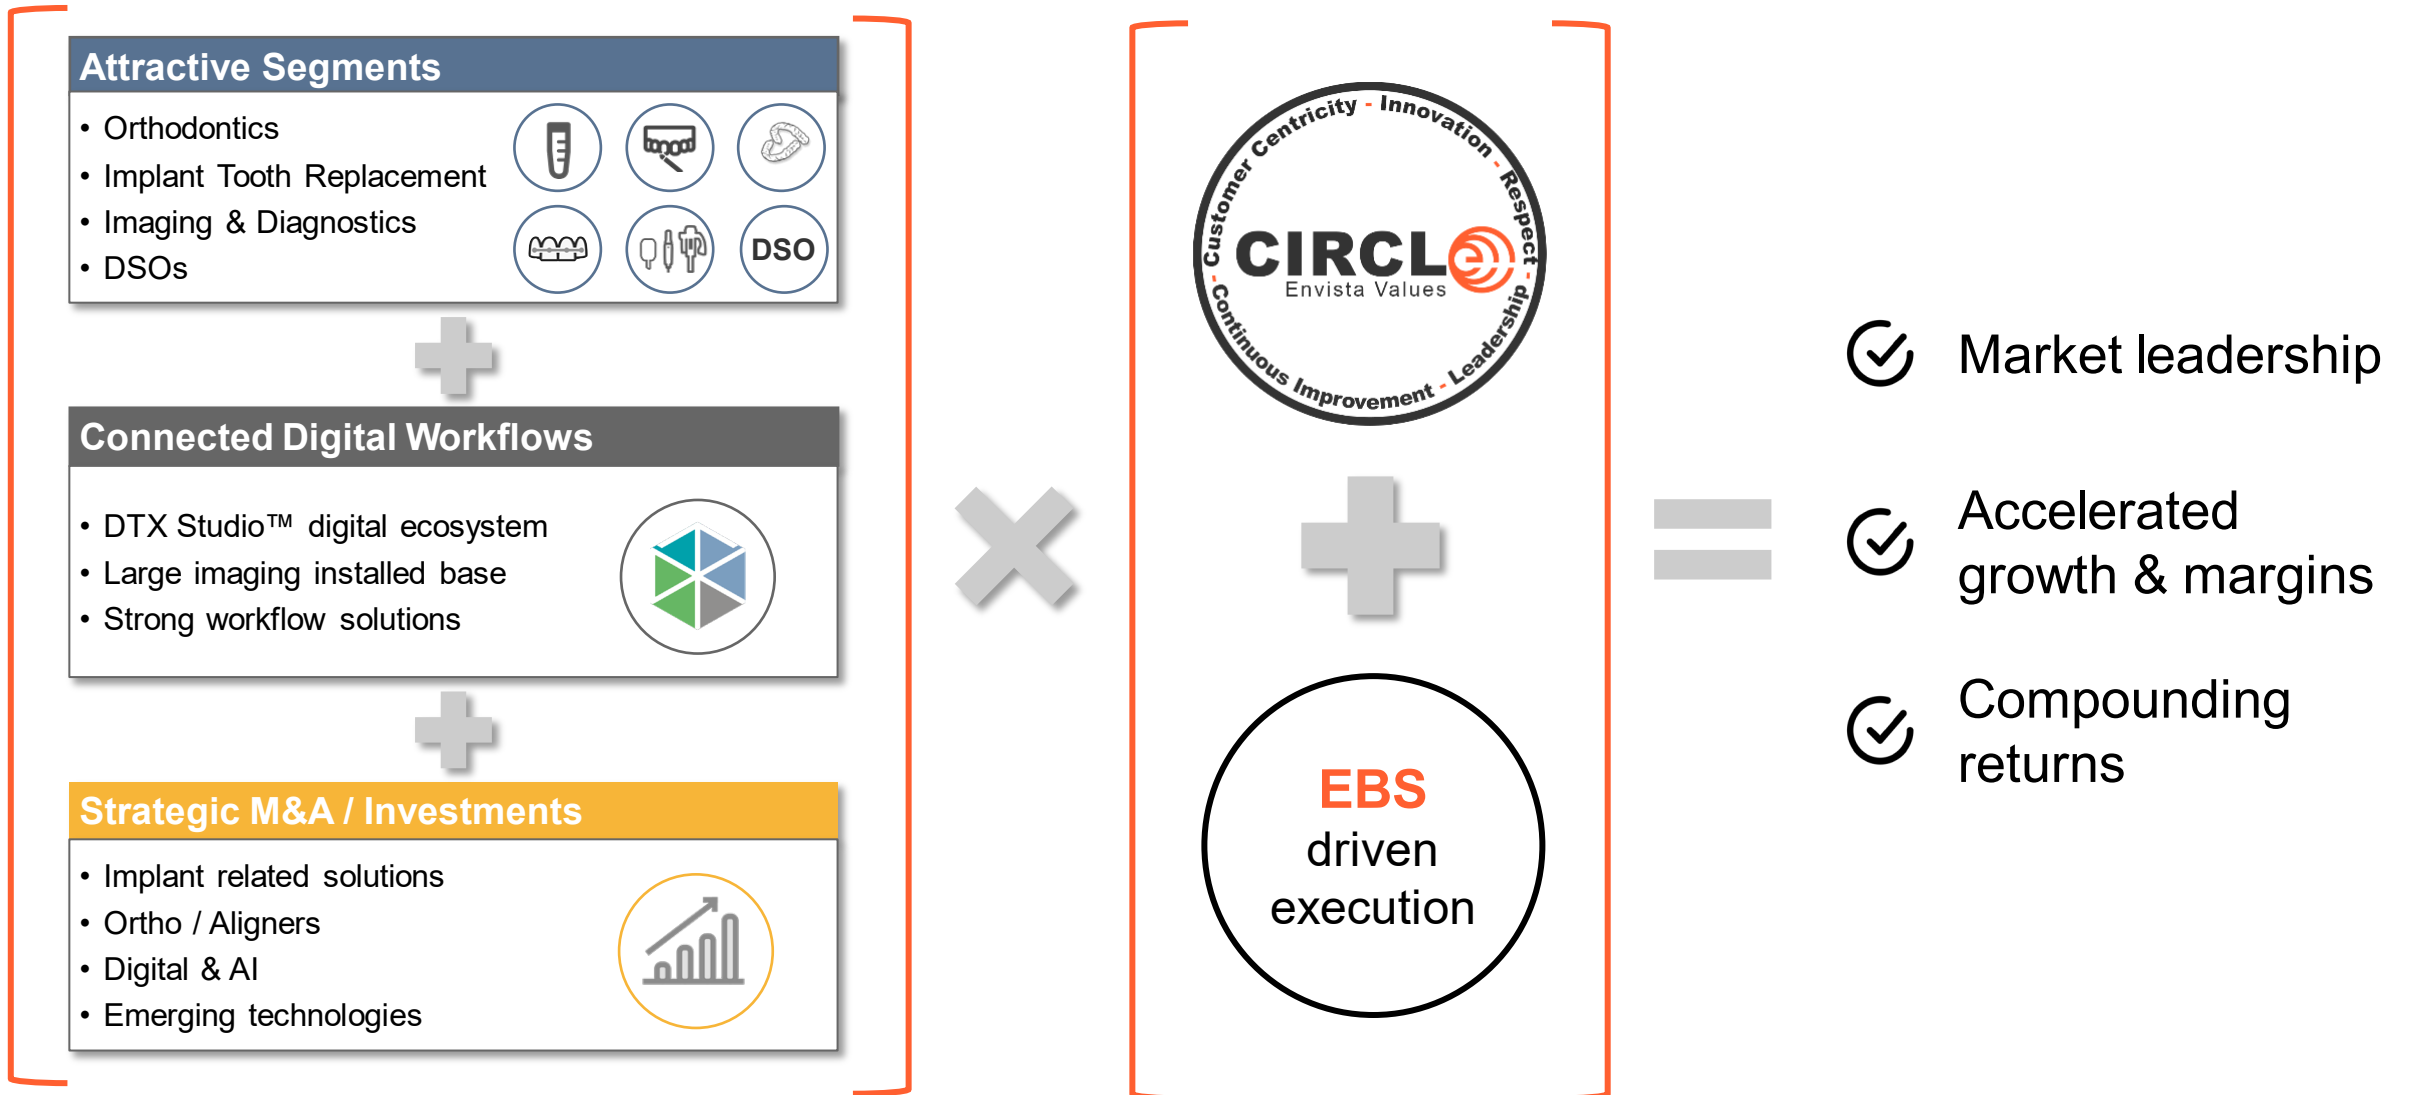 Attractive Segments
• Orthodontics
• Implant Tooth Replacement
• Imaging & Diagnostics
• DSOs
DSO
Connected Digital Workflows
• DTX Studio™ digital ecosystem
• Large imaging installed base
• Strong workflow solutions
Strategic M&A / Investments
• Implant related solutions
• Ortho / Aligners
• Digital & AI
• Emerging technologies
Customer Centricity - Innovation - Respect - Leadership - Continuous Improvement -
CIRCLe
Envista Values
EBS
driven
execution
Market leadership
Accelerated
growth & margins
Compounding
returns